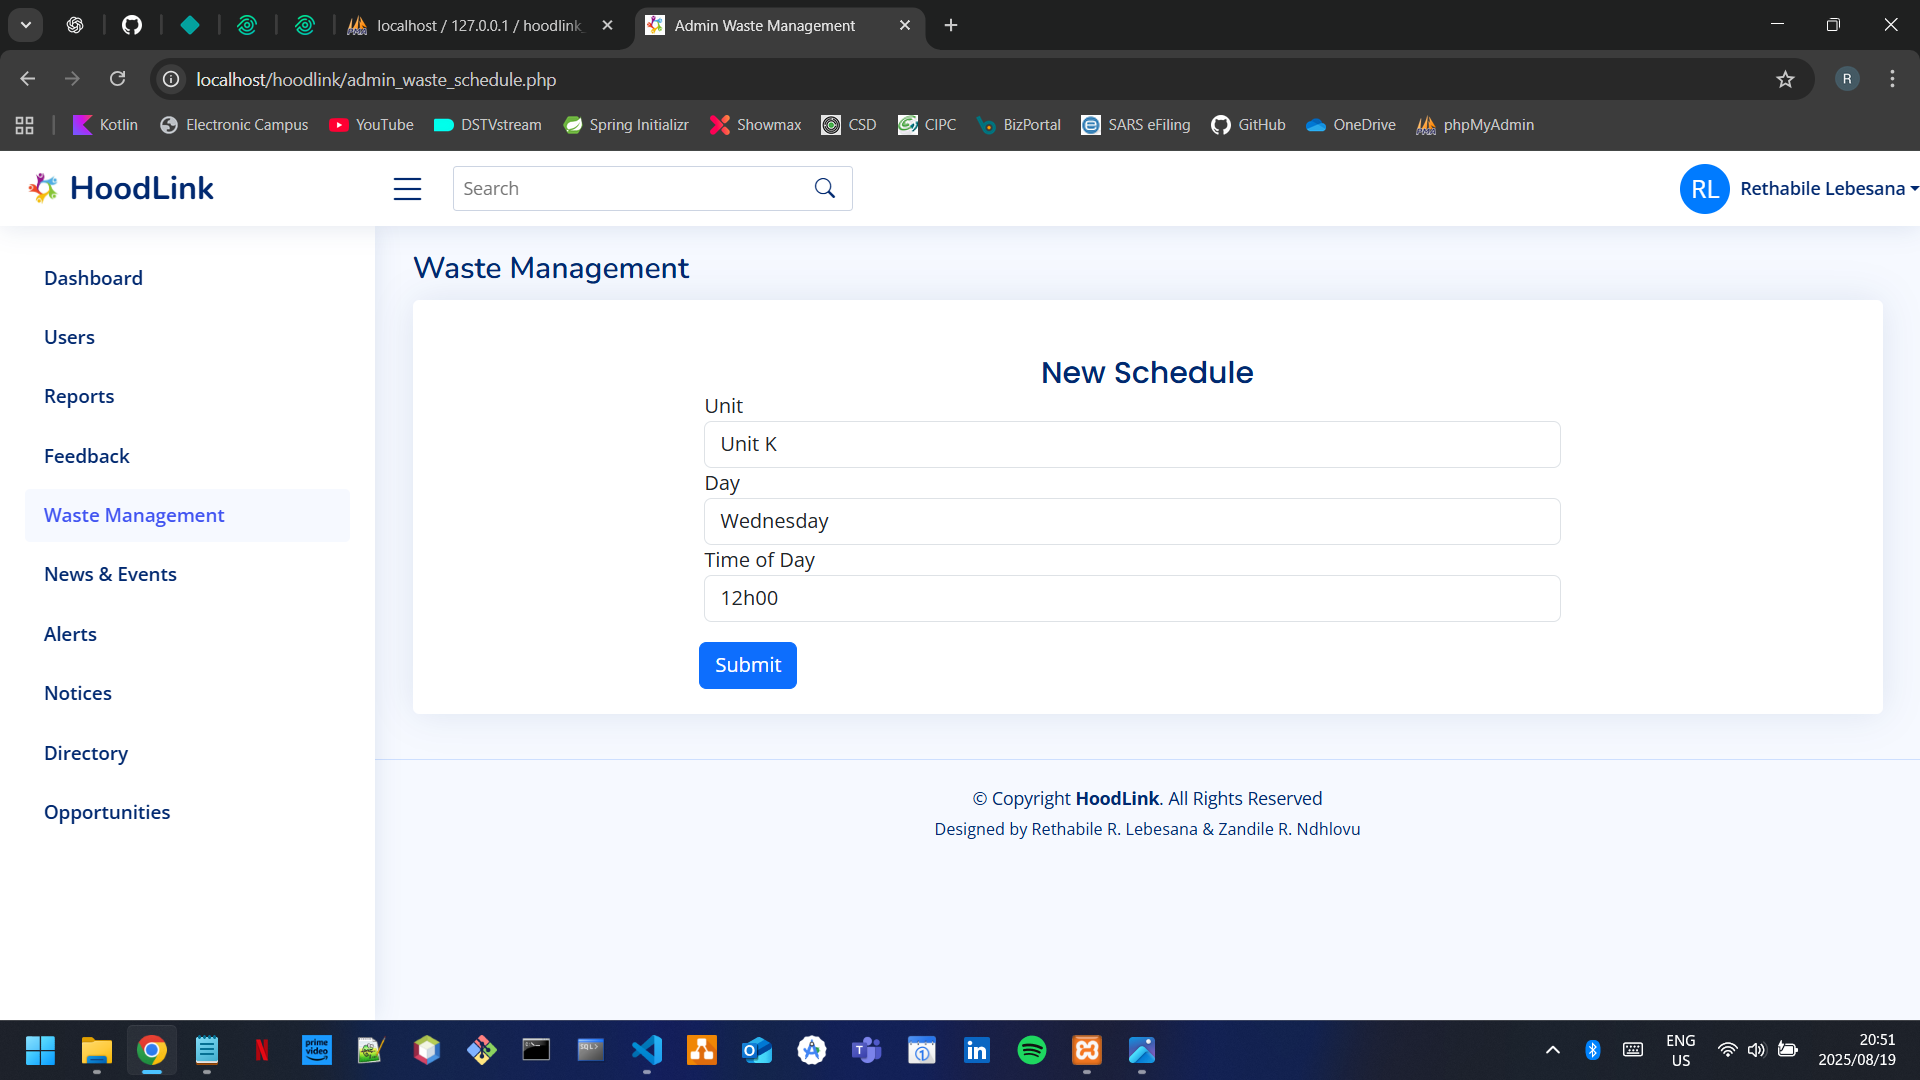 localhost / 127.0.0.1 / hoodlink_
Admin Waste Management
localhost/hoodlink/admin_waste_schedule.php
R
Kotlin
Electronic Campus
YouTube
DSTVstream
Spring Initializr
Showmax
CSD
CIPC
BizPortal
SARS eFiling
GitHub
OneDrive
phpMyAdmin
HoodLink
Search
RL
Rethabile Lebesana
Dashboard
Users
Reports
Feedback
Waste Management
News & Events
Alerts
Notices
Directory
Opportunities
Waste Management
New Schedule
Unit
Unit K
Day
Wednesday
Time of Day
12h00
Submit
© Copyright HoodLink. All Rights Reserved
Designed by Rethabile R. Lebesana & Zandile R. Ndhlovu
prime video
ENG
US
20:51
2025/08/19